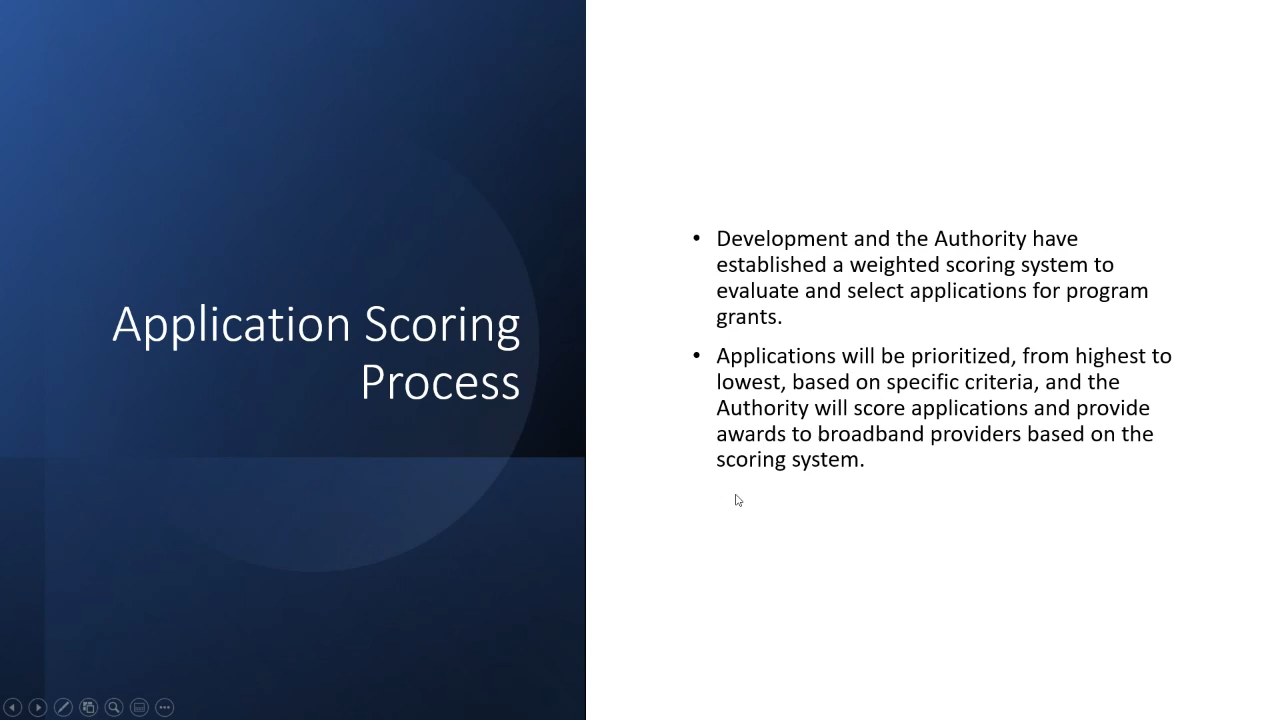 Application Scoring
Process
• Development and the Authority have
established a weighted scoring system to
evaluate and select applications for program
grants.
• Applications will be prioritized, from highest to
lowest, based on specific criteria, and the
Authority will score applications and provide
awards to broadband providers based on the
scoring system.